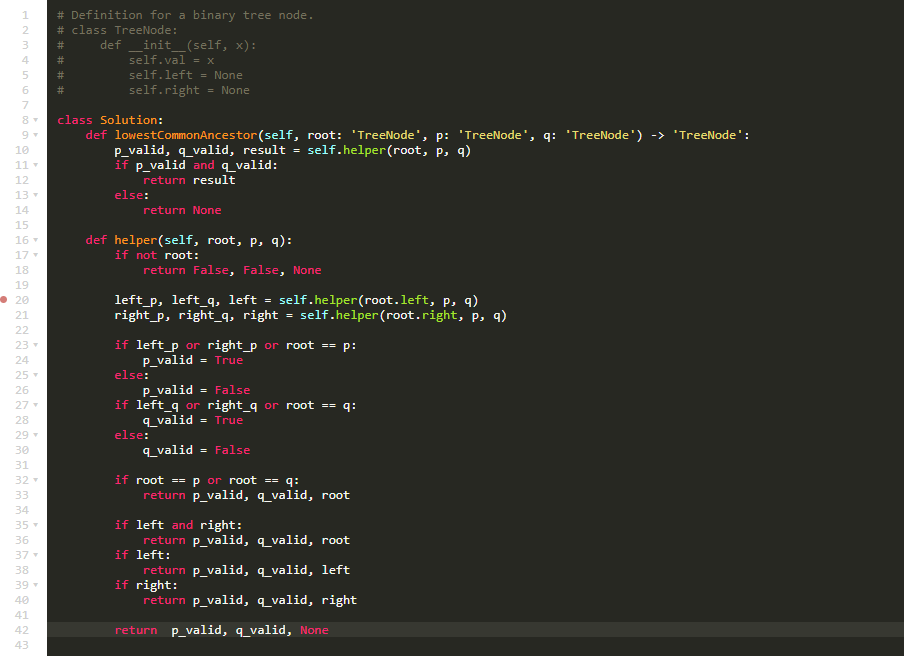 1 # Definition for a binary tree node.
2 # class TreeNode:
3 #     def __init__(self, x):
4 #         self.val = x
5 #         self.left = None
6 #         self.right = None
7
8 class Solution:
9     def lowestCommonAncestor(self, root: 'TreeNode', p: 'TreeNode', q: 'TreeNode') -> 'TreeNode':
10         p_valid, q_valid, result = self.helper(root, p, q)
11         if p_valid and q_valid:
12             return result
13         else:
14             return None
15
16     def helper(self, root, p, q):
17         if not root:
18             return False, False, None
19
20         left_p, left_q, left = self.helper(root.left, p, q)
21         right_p, right_q, right = self.helper(root.right, p, q)
22
23         if left_p or right_p or root == p:
24             p_valid = True
25         else:
26             p_valid = False
27         if left_q or right_q or root == q:
28             q_valid = True
29         else:
30             q_valid = False
31
32         if root == p or root == q:
33             return p_valid, q_valid, root
34
35         if left and right:
36             return p_valid, q_valid, root
37         if left:
38             return p_valid, q_valid, left
39         if right:
40             return p_valid, q_valid, right
41
42         return  p_valid, q_valid, None
43